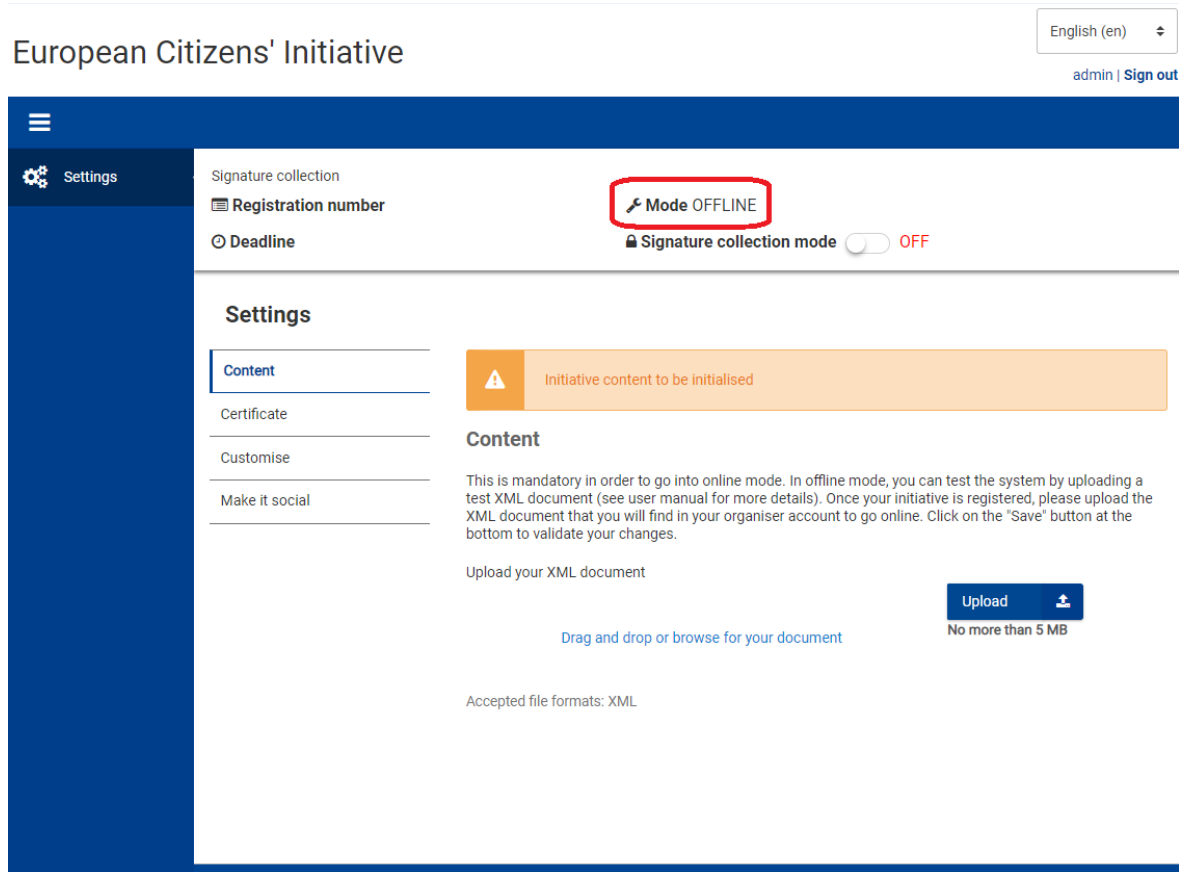 English (en)
European Citizens' Initiative
admin | Sign out
Settings
Signature collection
Registration number
Mode OFFLINE
Deadline
Signature collection mode OFF
Settings
Content
Certificate
Customise
Make it social
Initiative content to be initialised
Content
This is mandatory in order to go into online mode. In offline mode, you can test the system by uploading a
test XML document (see user manual for more details). Once your initiative is registered, please upload the
XML document that you will find in your organiser account to go online. Click on the "Save" button at the
bottom to validate your changes.
Upload your XML document
Upload
No more than 5 MB
Drag and drop or browse for your document
Accepted file formats: XML